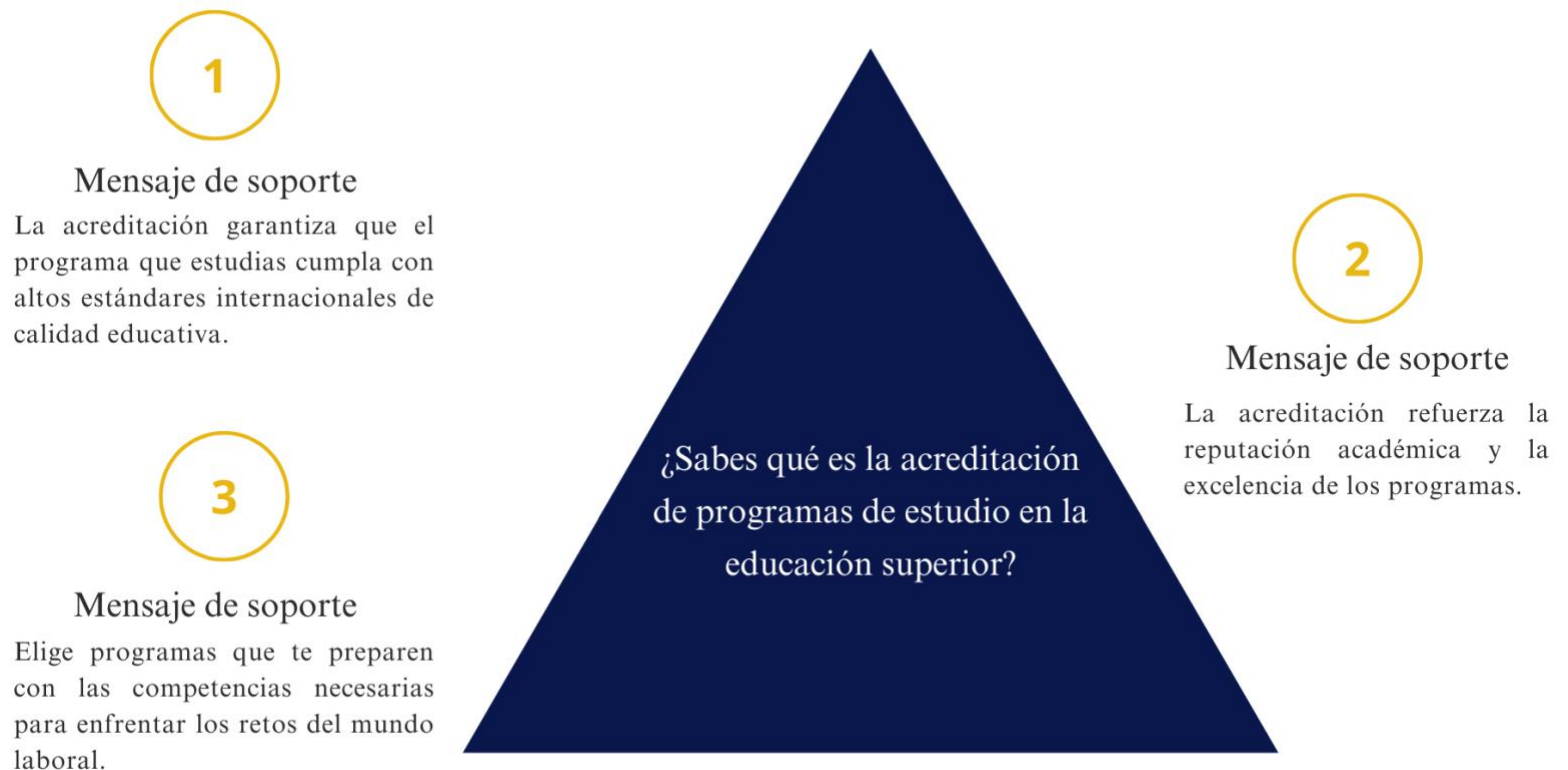 1
Mensaje de soporte
La acreditación garantiza que el
programa que estudias cumpla con
altos estándares internacionales de
calidad educativa.
2
Mensaje de soporte
La acreditación refuerza la
reputación académica y la
excelencia de los programas.
3
Mensaje de soporte
Elige programas que te preparen
con las competencias necesarias
para enfrentar los retos del mundo
laboral.
¿Sabes qué es la acreditación
de programas de estudio en la
educación superior?